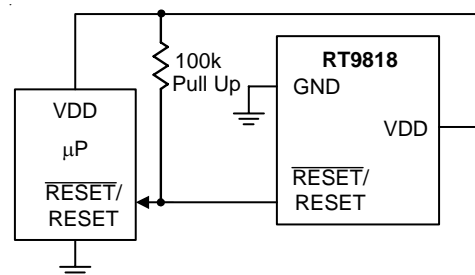 100k
Pull Up
RT9818
GND
VDD
RESET/
RESET
VDD
μP
RESET/
RESET